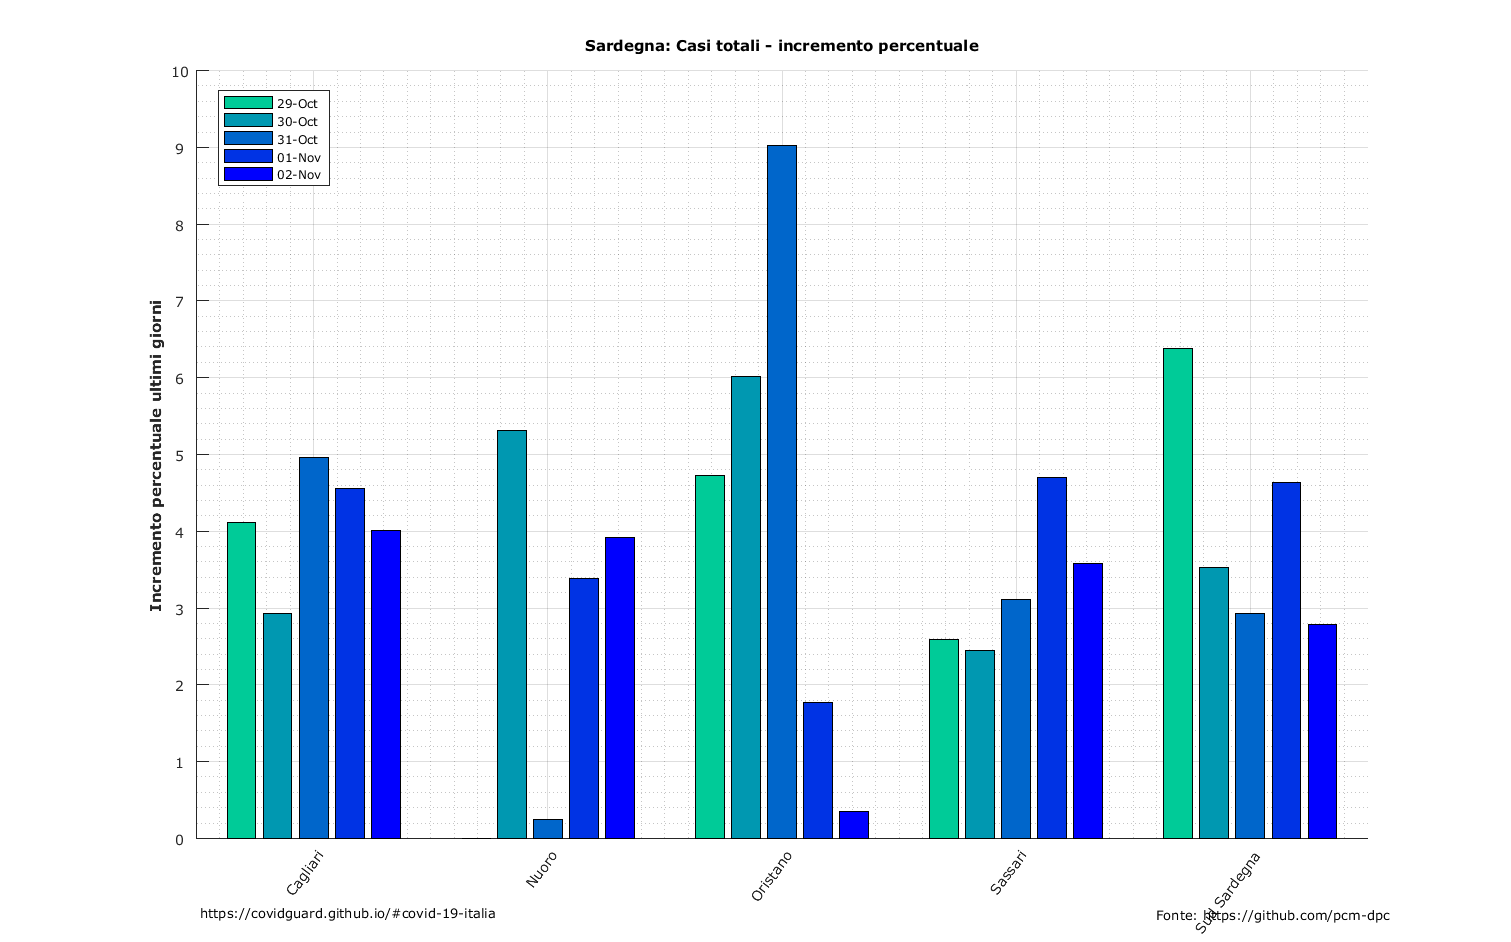 Sardegna: Casi totali - incremento percentuale
10
9
8
7
6
5
4
3
2
1
0
Incremento percentuale ultimi giorni
29-Oct
30-Oct
31-Oct
01-Nov
02-Nov
Cagliari
Nuoro
Oristano
Sassari
Sud Sardegna
https://covidguard.github.io/#covid-19-italia
Fonte: https://github.com/pcm-dpc